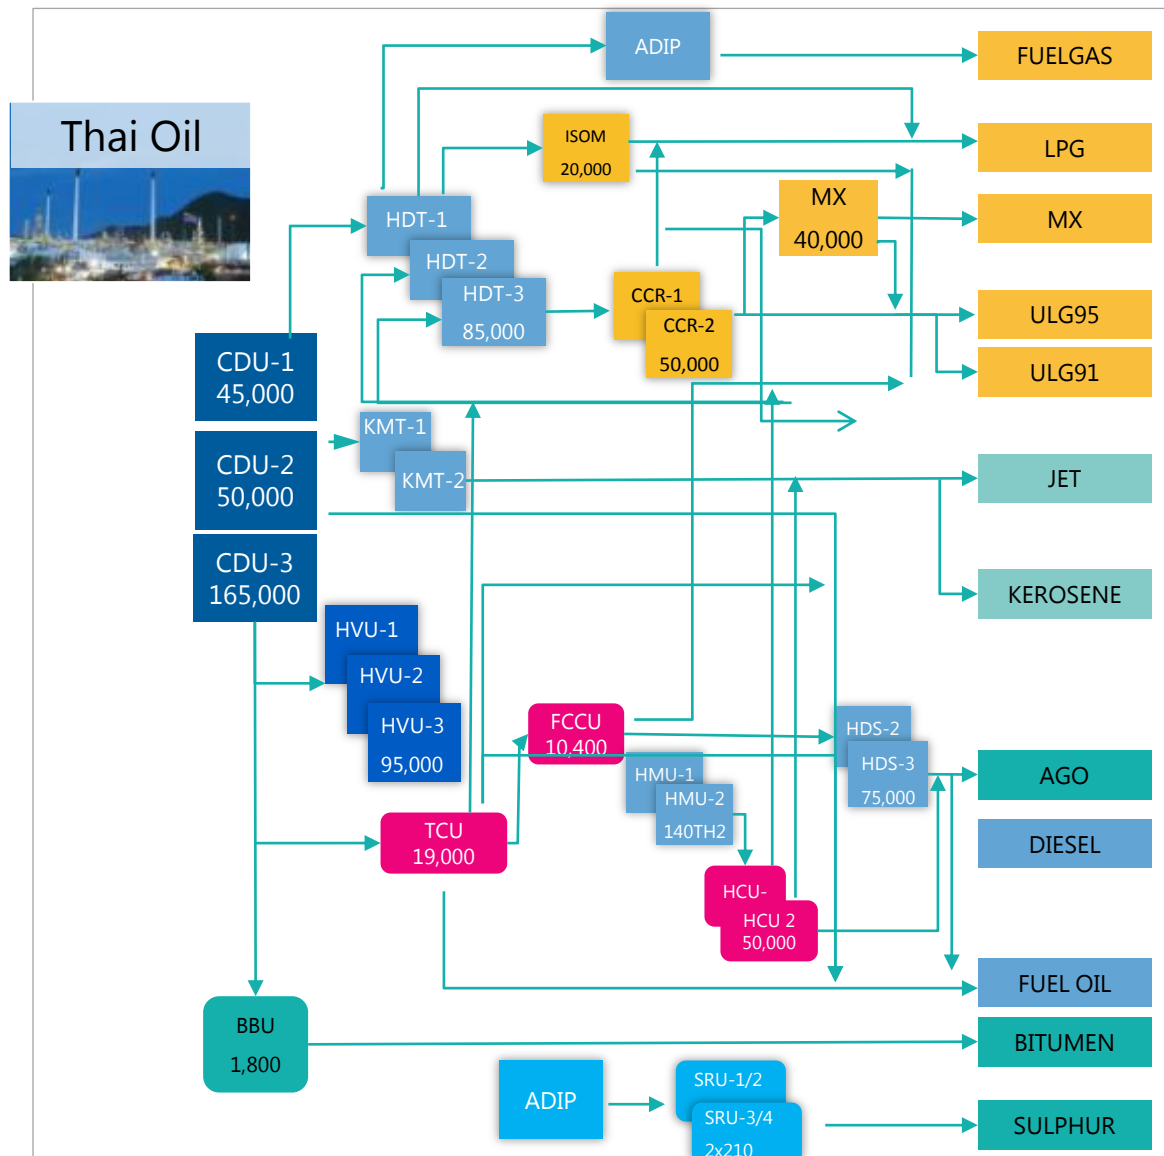 ADIP
FUELGAS
Thai Oil
ISOM
20,000
LPG
HDT-1
MX
40,000
MX
HDT-2
HDT-3
85,000
CCR-1
CCR-2
50,000
ULG95
ULG91
CDU-1
45,000
KMT-1
KMT-2
CDU-2
50,000
JET
CDU-3
165,000
KEROSENE
HVU-1
HVU-2
HVU-3
95,000
FCCU
10,400
HDS-2
HDS-3
75,000
AGO
HMU-1
HMU-2
140TH2
TCU
19,000
DIESEL
HCU-
HCU 2
50,000
FUEL OIL
BBU
1,800
BITUMEN
ADIP
SRU-1/2
SRU-3/4
2x210
SULPHUR